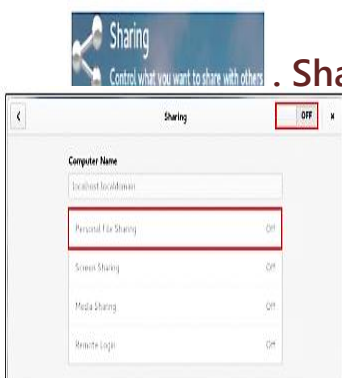 Sharing
Control what you want to share with others . Sha
Sharing OFF
Computer Name
localhost.localdomain
Personal File Sharing Off
Screen Sharing Off
Media Sharing Off
Remote Login Off